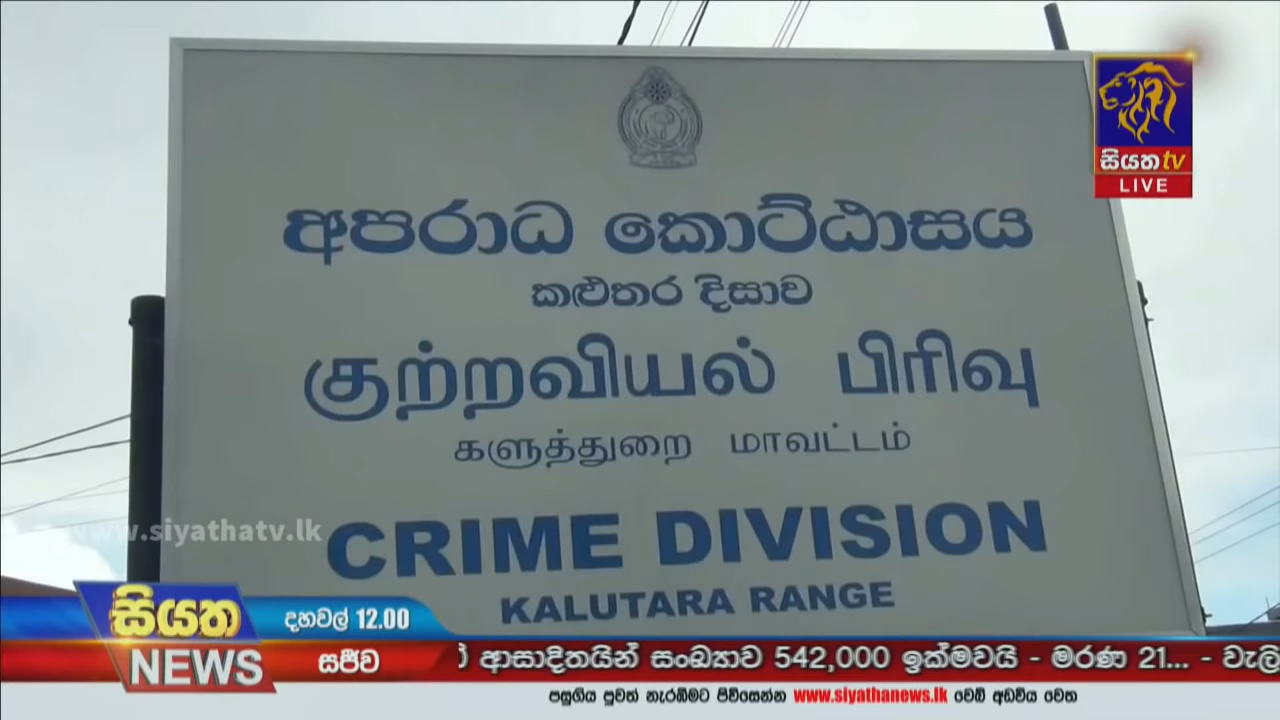 සියත tv
LIVE
අපරාධ කොට්ඨාසය
කළුතර දිසාව
குற்றவியல் பிரிவு
களுத்துறை மாவட்டம்
CRIME DIVISION
KALUTARA RANGE
www.siyathatv.lk
සියත
NEWS
දහවල් 12.00
සජීව
ආසාදිතයින් සංඛ්‍යාව 542,000 ඉක්මවයි - මරණ 21... - වැලි
පසුගිය පුවත් නැරඹීමට පිවිසෙන්න www.siyathanews.lk වෙබ් අඩවිය වෙත